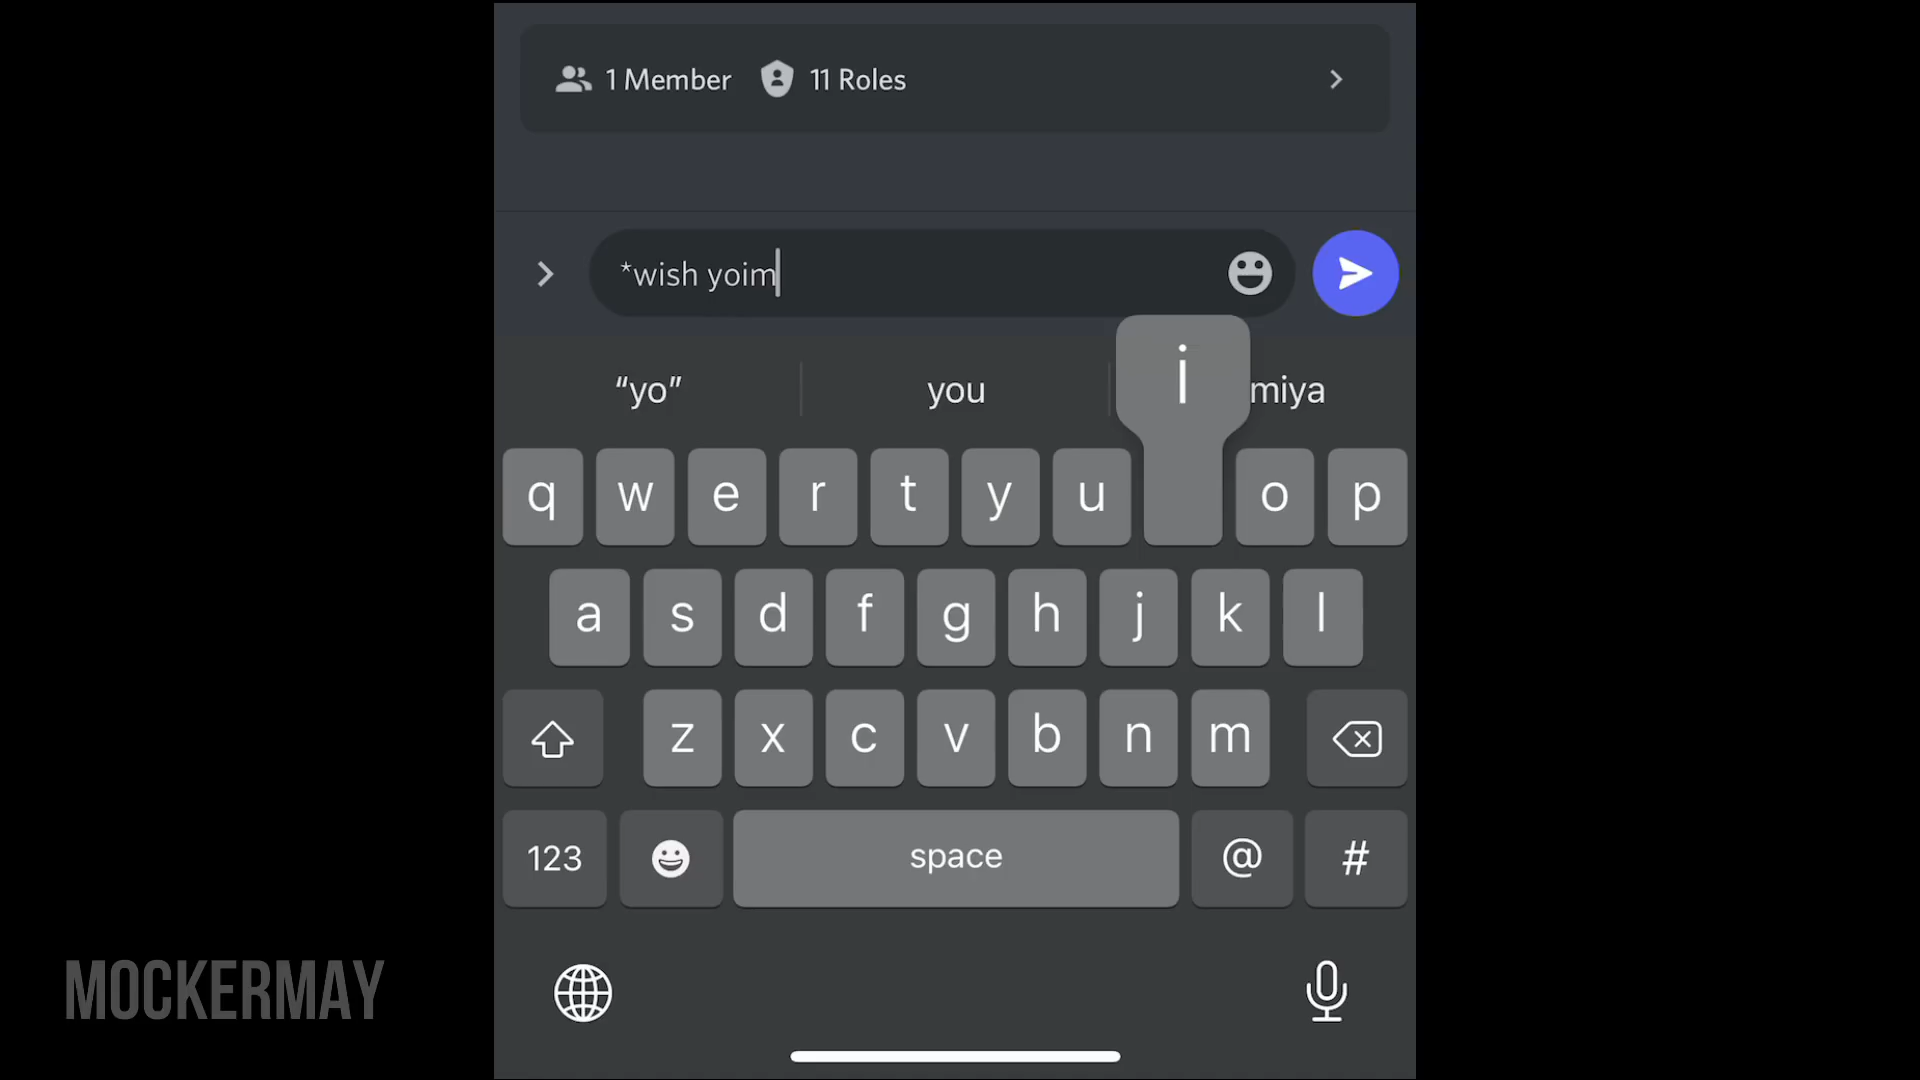 1 Member 11 Roles
*wish yoim
“yo” you miya
i
q w e r t y u o p
a s d f g h j k l
z x c v b n m
123 space @ #
MOCKERMAY